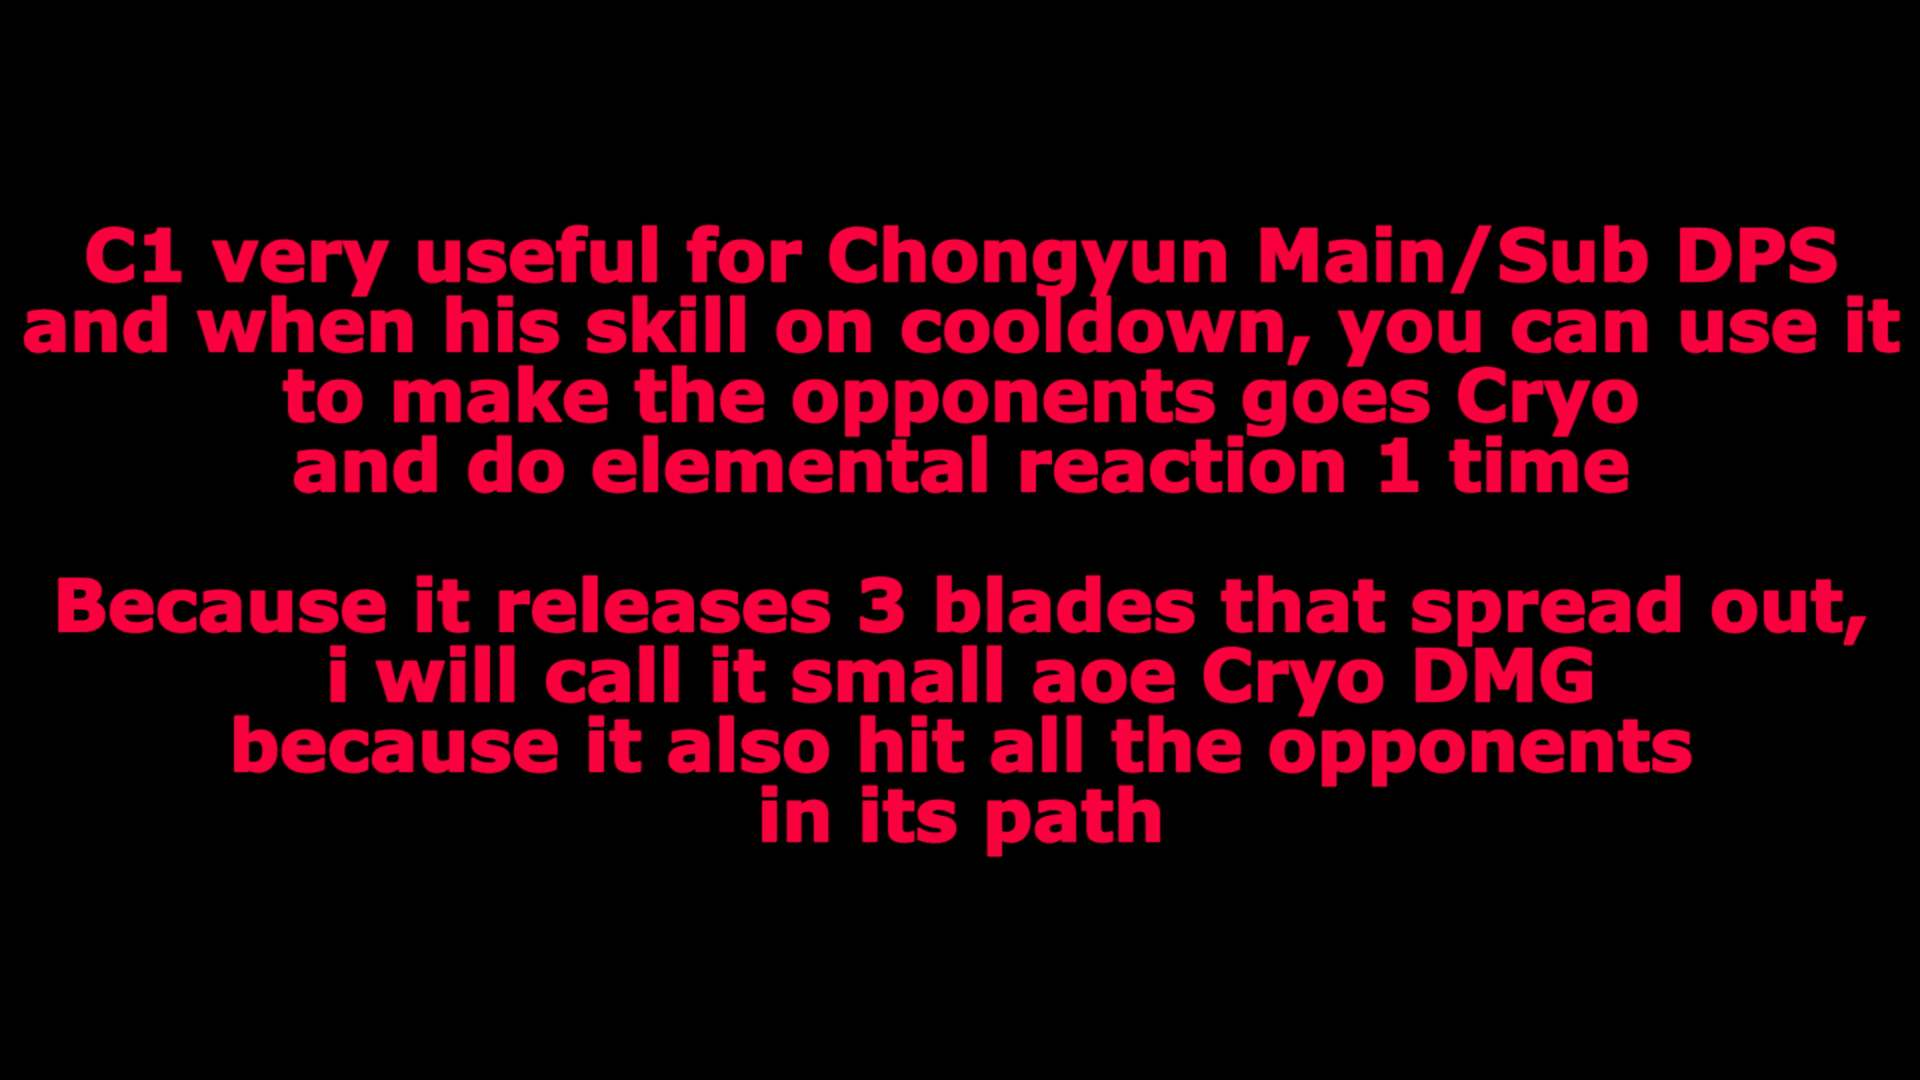 C1 very useful for Chongyun Main/Sub DPS
and when his skill on cooldown, you can use it
to make the opponents goes Cryo
and do elemental reaction 1 time
Because it releases 3 blades that spread out,
i will call it small aoe Cryo DMG
because it also hit all the opponents
in its path